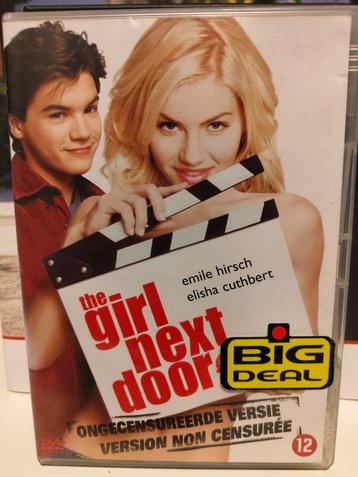 emile hirsch
elisha cuthbert
the
girl
next
door
BIG
DEAL
ONGECENSUREERDE VERSIE
VERSION NON CENSURÉE
DVD
12